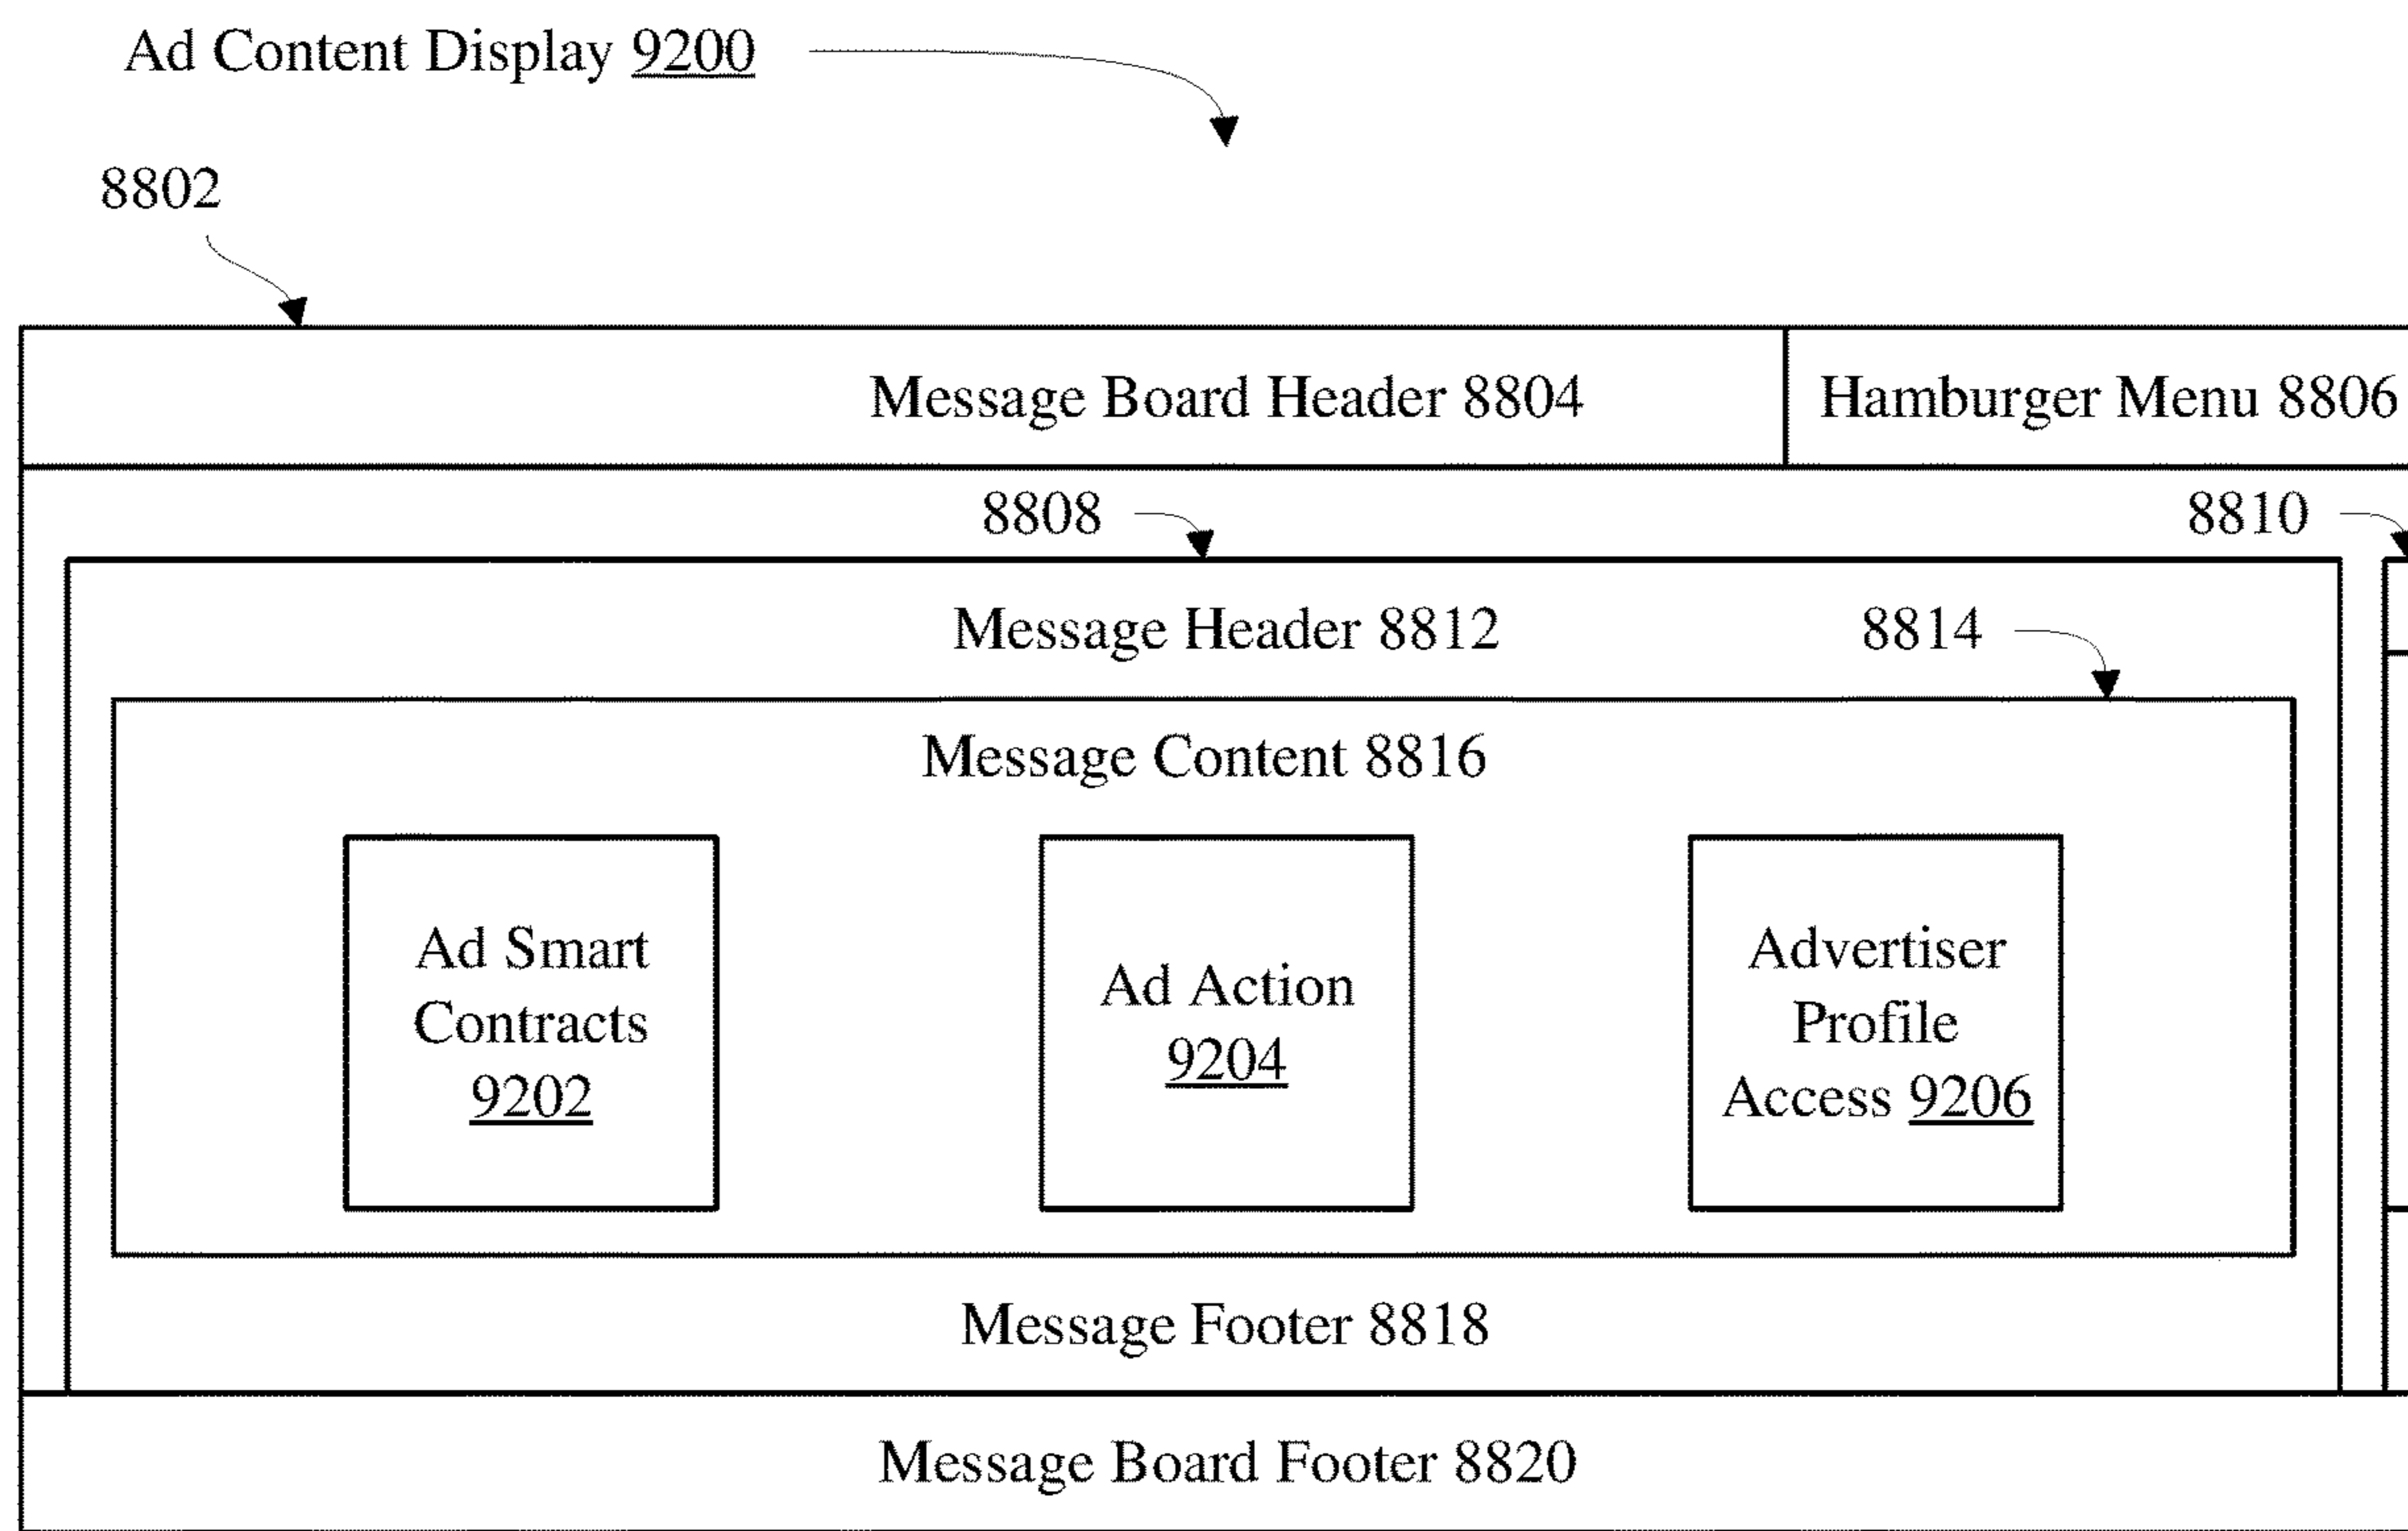 Ad Content Display 9200
8802
Message Board Header 8804
Hamburger Menu 8806
8808
8810
Message Header 8812
8814
Message Content 8816
Ad Smart
Contracts
9202
Ad Action
9204
Advertiser
Profile
Access 9206
Message Footer 8818
Message Board Footer 8820